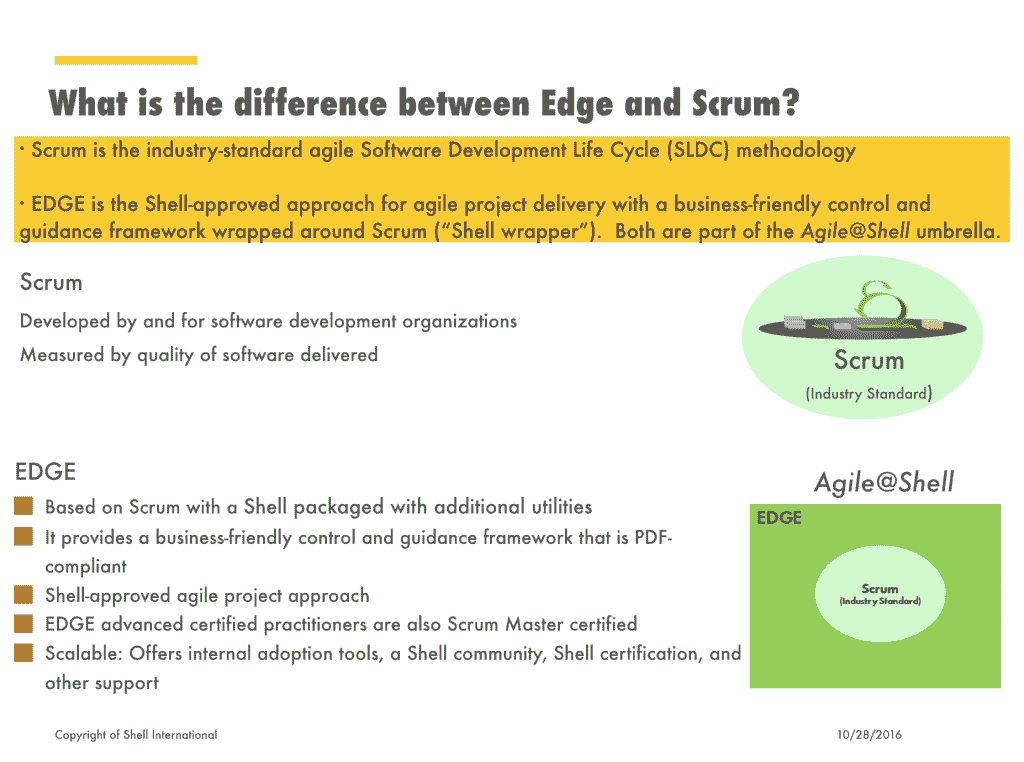 What is the difference between Edge and Scrum?
· Scrum is the industry-standard agile Software Development Life Cycle (SLDC) methodology
· EDGE is the Shell-approved approach for agile project delivery with a business-friendly control and
guidance framework wrapped around Scrum (“Shell wrapper”).  Both are part of the Agile@Shell umbrella.
Scrum
Developed by and for software development organizations
Measured by quality of software delivered
Scrum
(Industry Standard)
EDGE
Based on Scrum with a Shell packaged with additional utilities
It provides a business-friendly control and guidance framework that is PDF-
compliant
Shell-approved agile project approach
EDGE advanced certified practitioners are also Scrum Master certified
Scalable: Offers internal adoption tools, a Shell community, Shell certification, and
other support
Agile@Shell
EDGE
Scrum
(Industry Standard)
Copyright of Shell International
10/28/2016